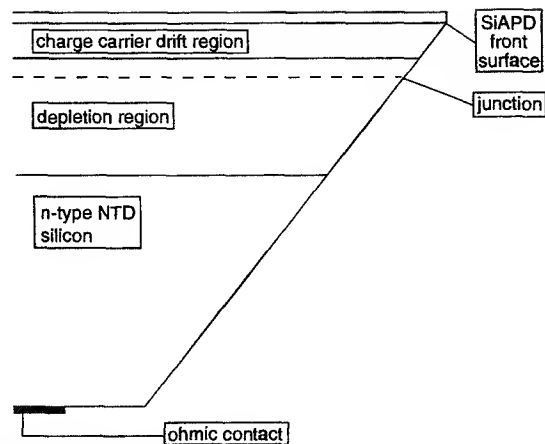 charge carrier drift region
SiAPD
front
surface
junction
depletion region
n-type NTD
silicon
ohmic contact